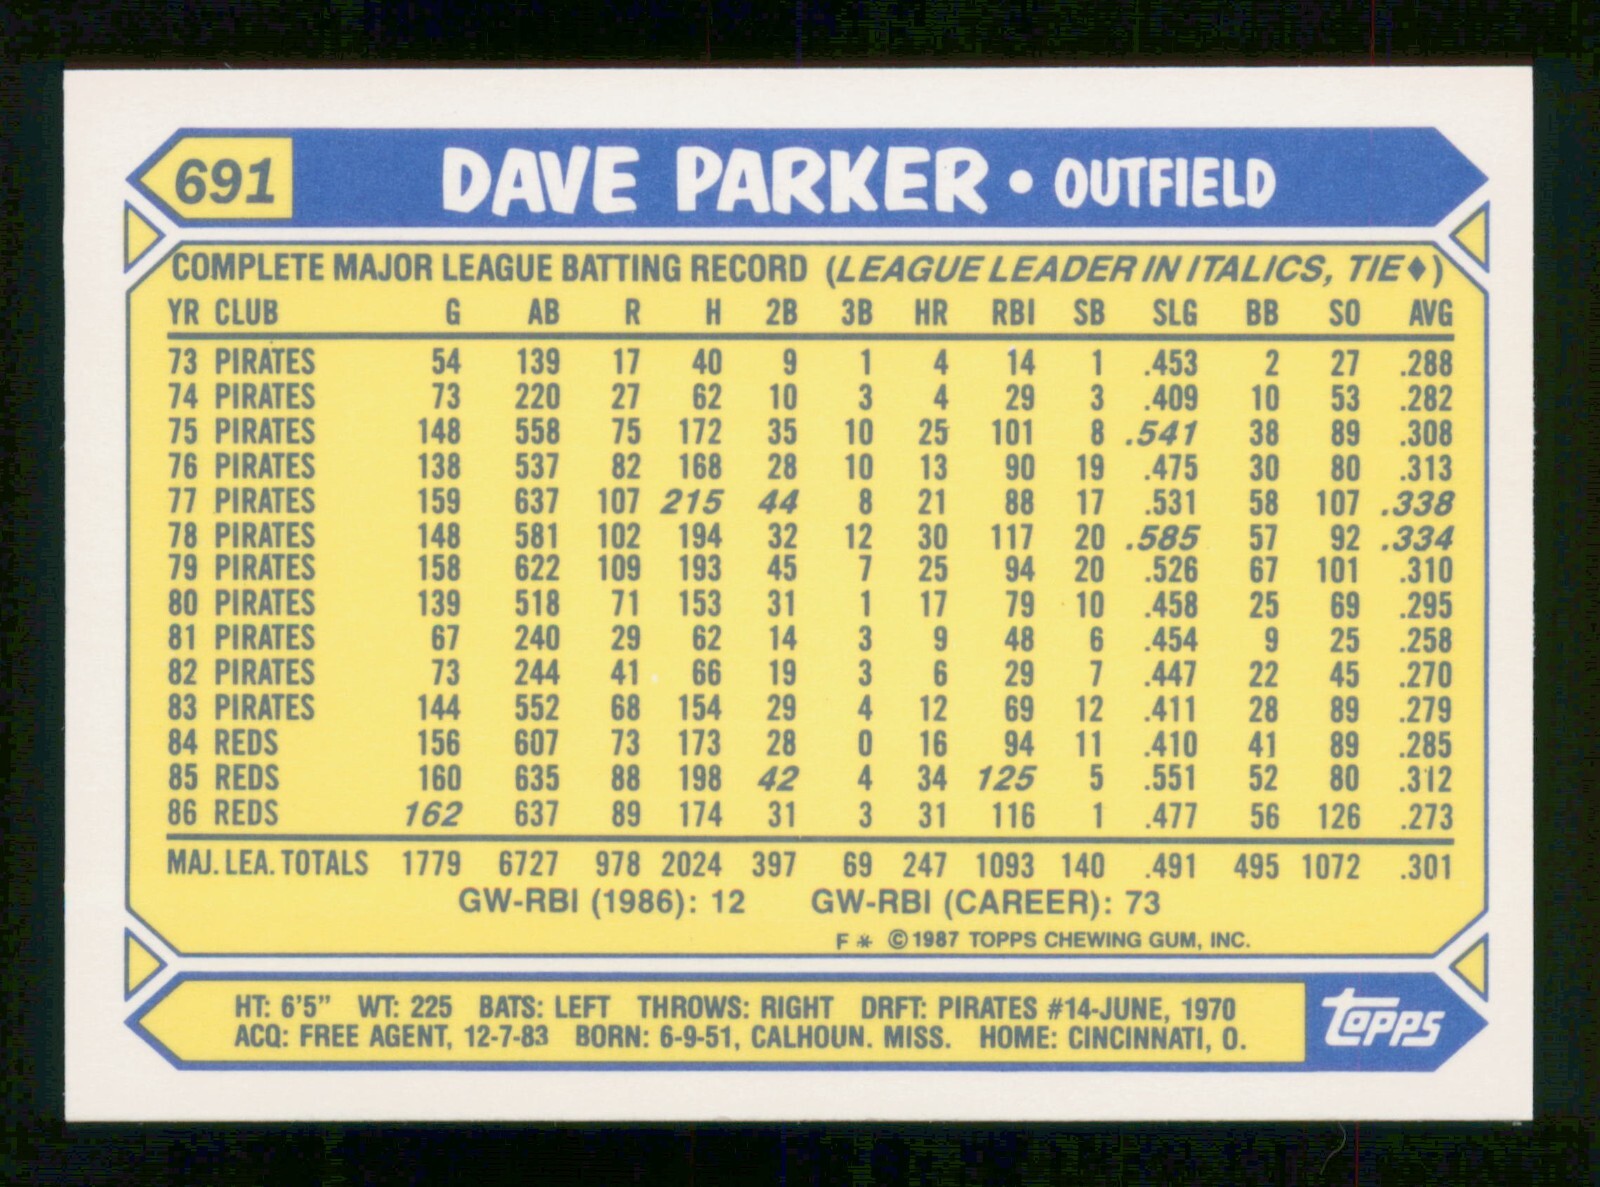 691 DAVE PARKER • OUTFIELD
COMPLETE MAJOR LEAGUE BATTING RECORD (LEAGUE LEADER IN ITALICS, TIE♦)
YR CLUB G AB R H 2B 3B HR RBI SB SLG BB SO AVG
73 PIRATES 54 139 17 40 9 1 4 14 1 .453 2 27 .288
74 PIRATES 73 220 27 62 10 3 4 29 3 .409 10 53 .282
75 PIRATES 148 558 75 172 35 10 25 101 8 .541 38 89 .308
76 PIRATES 138 537 82 168 28 10 13 90 19 .475 30 80 .313
77 PIRATES 159 637 107 215 44 8 21 88 17 .531 58 107 .338
78 PIRATES 148 581 102 194 32 12 30 117 20 .585 57 92 .334
79 PIRATES 158 622 109 193 45 7 25 94 20 .526 67 101 .310
80 PIRATES 139 518 71 153 31 1 17 79 10 .458 25 69 .295
81 PIRATES 67 240 29 62 14 3 9 48 6 .454 9 25 .258
82 PIRATES 73 244 41 66 19 3 6 29 7 .447 22 45 .270
83 PIRATES 144 552 68 154 29 4 12 69 12 .411 28 89 .279
84 REDS 156 607 73 173 28 0 16 94 11 .410 41 89 .285
85 REDS 160 635 88 198 42 4 34 125 5 .551 52 80 .312
86 REDS 162 637 89 174 31 3 31 116 1 .477 56 126 .273
MAJ. LEA. TOTALS 1779 6727 978 2024 397 69 247 1093 140 .491 495 1072 .301
GW-RBI (1986): 12 GW-RBI (CAREER): 73
F * © 1987 TOPPS CHEWING GUM, INC.
HT: 6'5" WT: 225 BATS: LEFT THROWS: RIGHT DRFT: PIRATES #14-JUNE, 1970
ACQ: FREE AGENT, 12-7-83 BORN: 6-9-51, CALHOUN. MISS. HOME: CINCINNATI, O.
topps